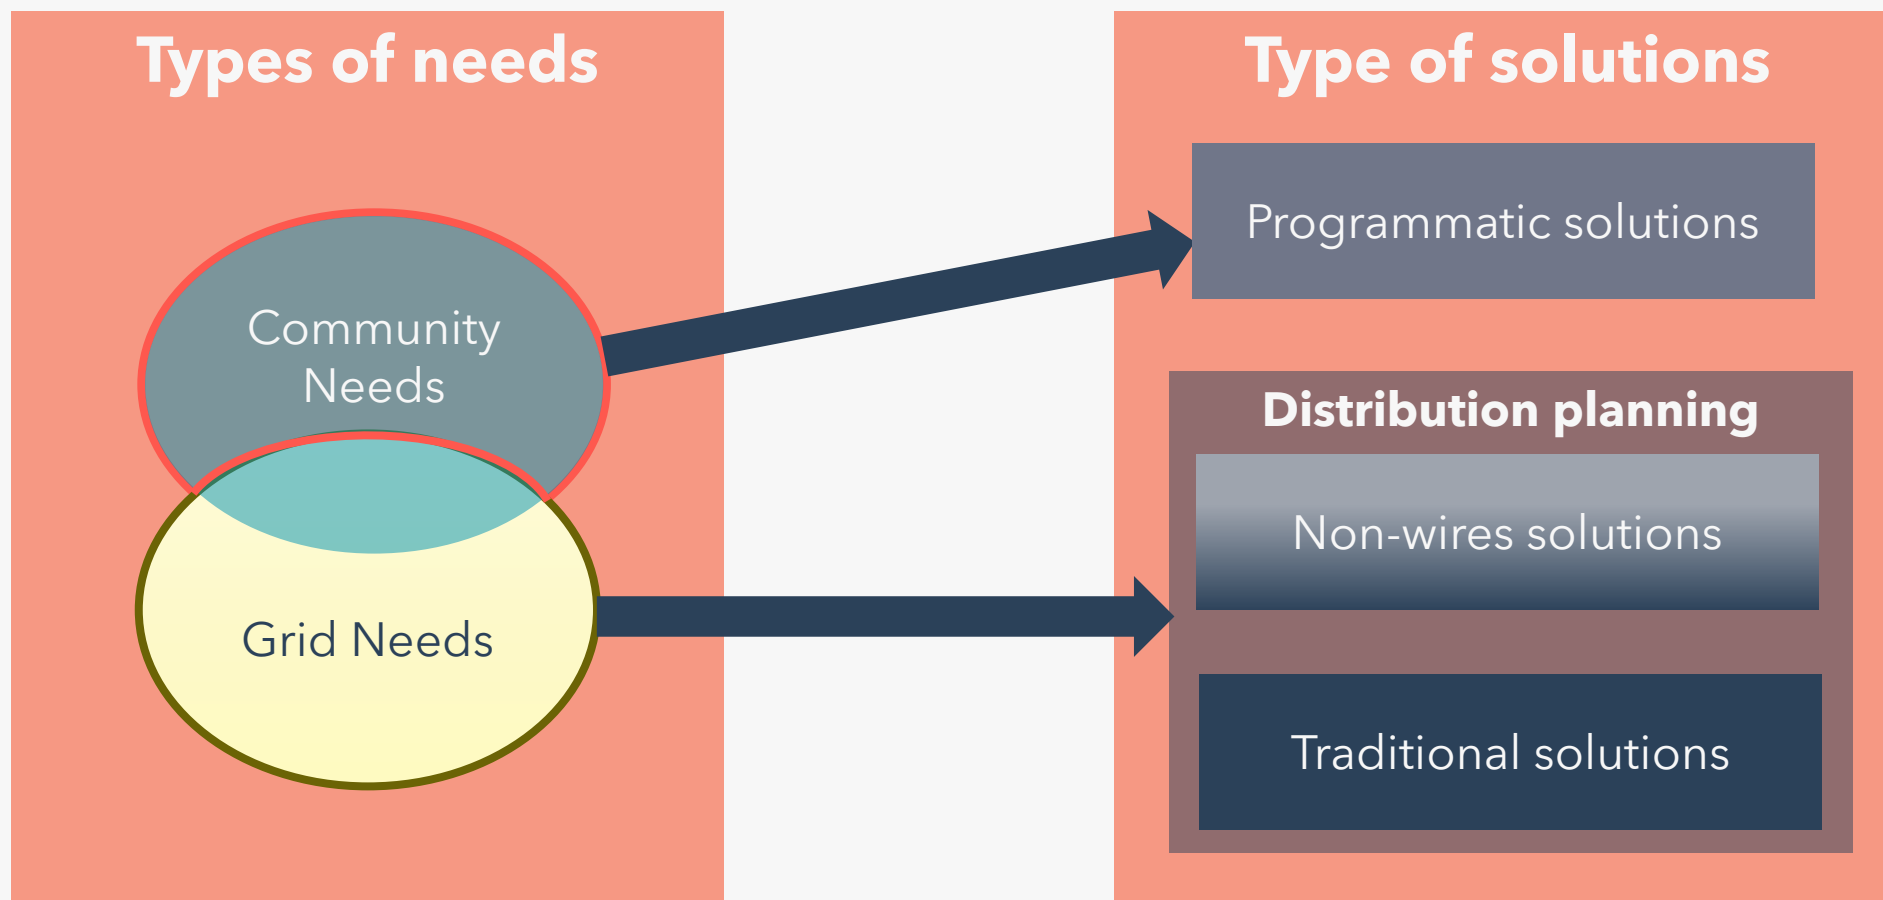 Types of needs
Community
Needs
Grid Needs
Type of solutions
Programmatic solutions
Distribution planning
Non-wires solutions
Traditional solutions